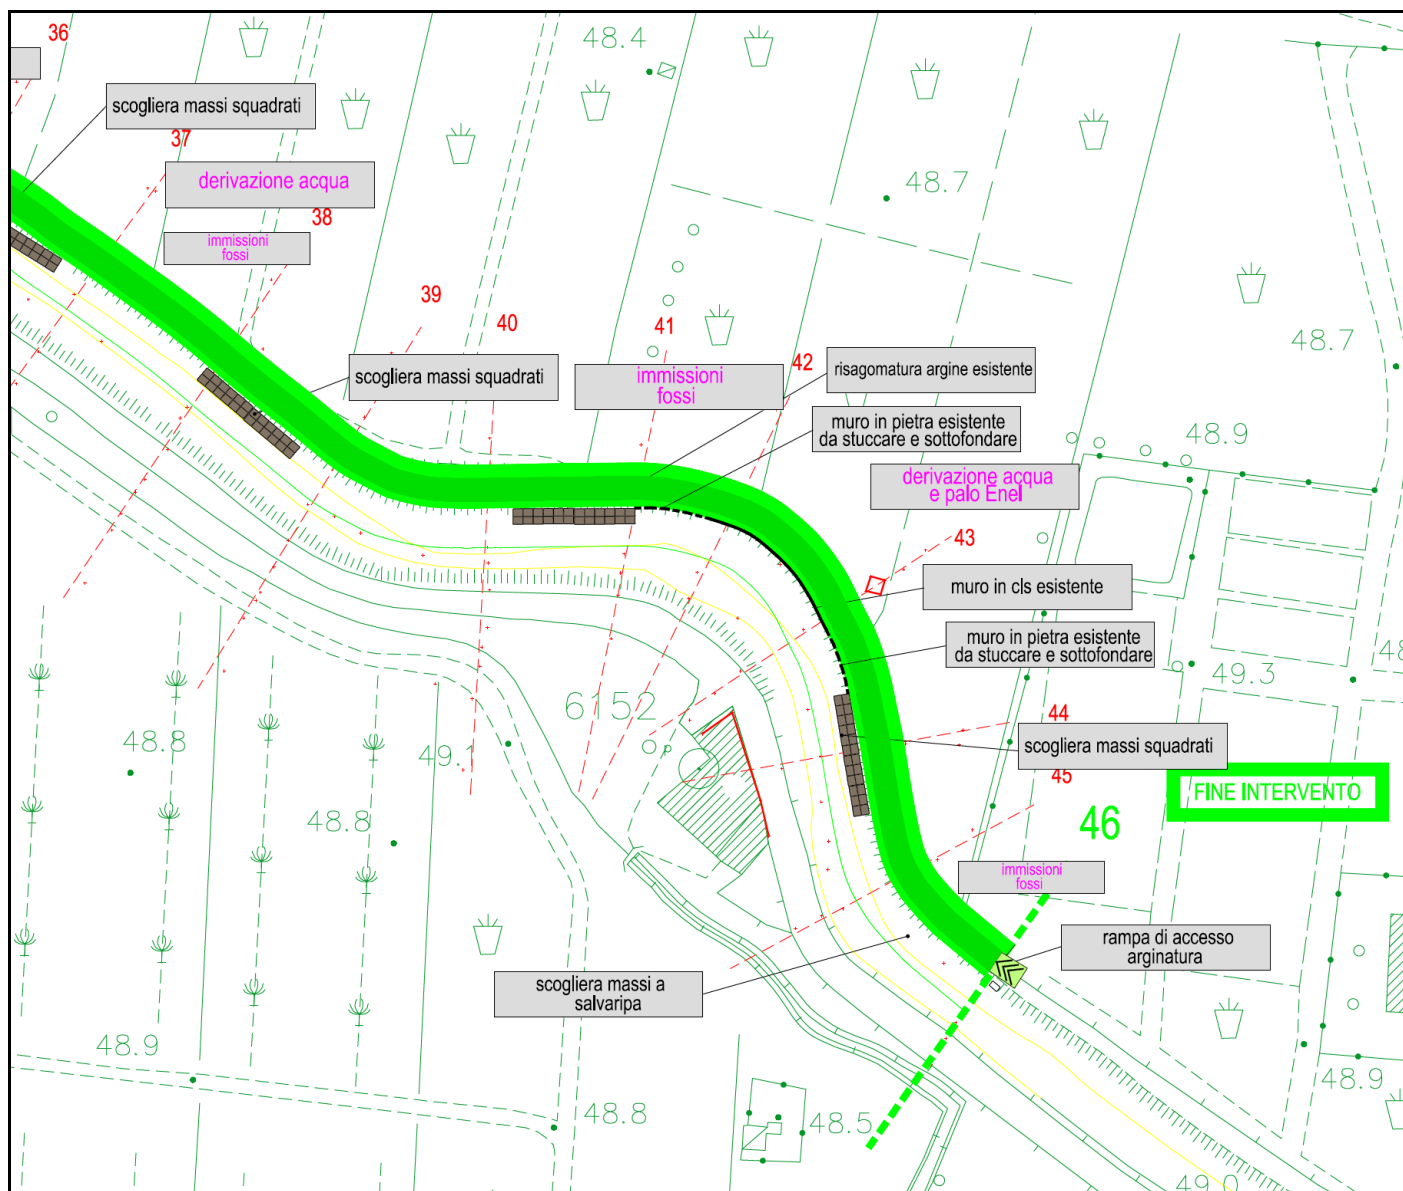 36
48.4
scogliera massi squadrati
37
derivazione acqua
48.7
38
immissioni
fossi
39
40
41
48.7
42
risagomatura argine esistente
scogliera massi squadrati
immissioni
fossi
muro in pietra esistente
da stuccare e sottofondare
48.9
derivazione acqua
e palo Enel
43
muro in cls esistente
muro in pietra esistente
da stuccare e sottofondare
49.3
6152
44
48.8
49.1
p
scogliera massi squadrati
45
FINE INTERVENTO
48.8
46
immissioni
fossi
rampa di accesso
arginatura
scogliera massi a
salvaripa
48.9
48.9
48.8
48.5
49.0